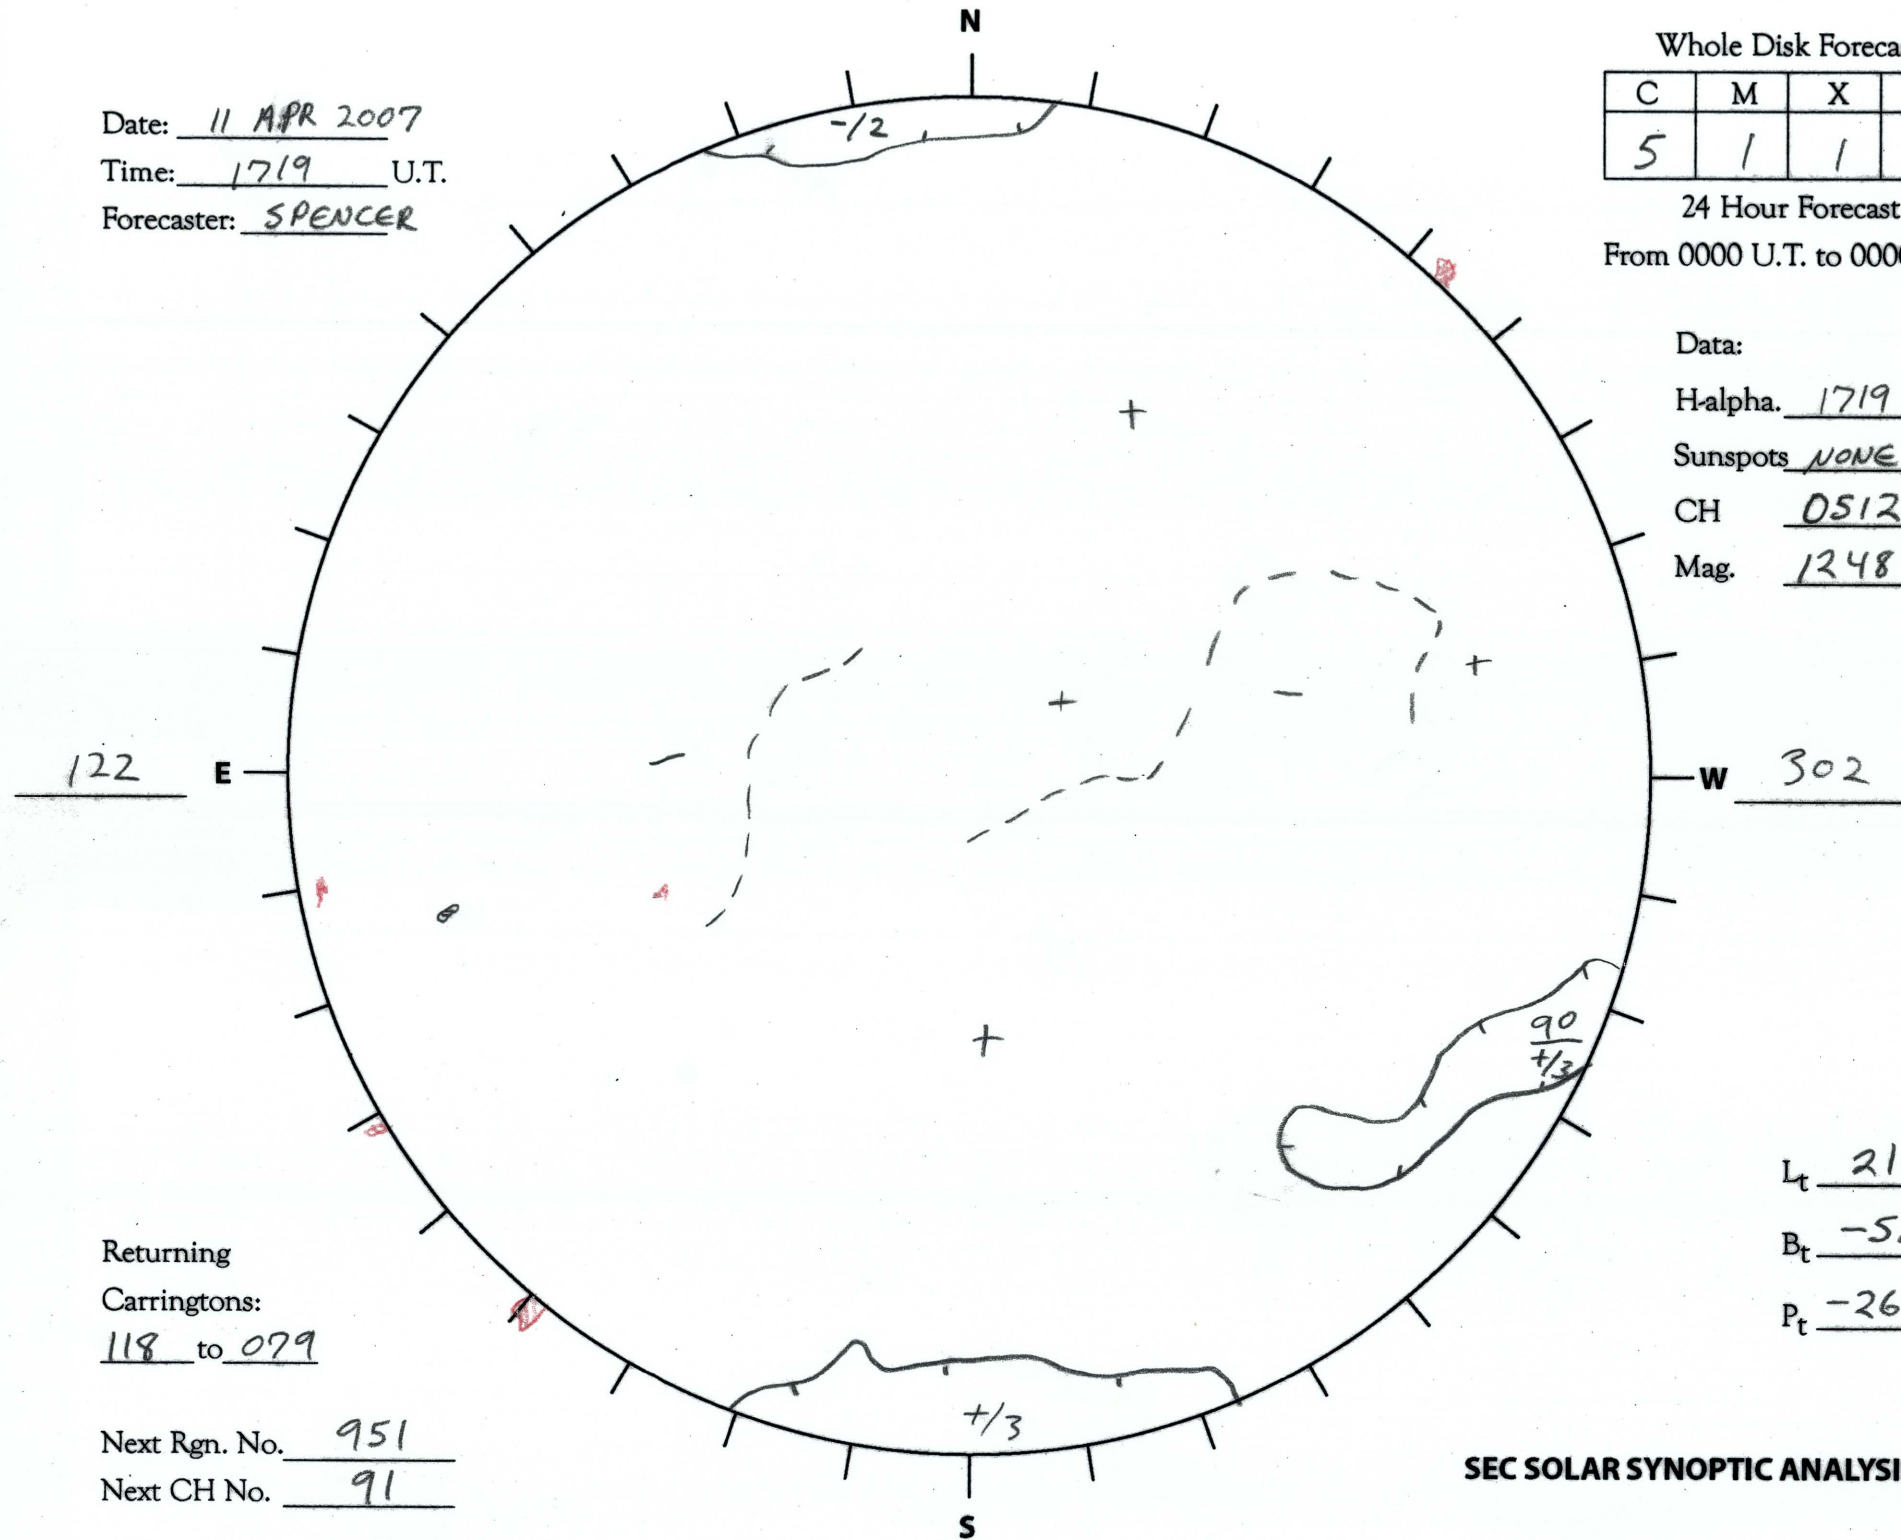 N
Date: 11 APR 2007
Time: 1719 U.T.
Forecaster: SPENCER
Whole Disk Foreca
C M X
5 1 1
24 Hour Forecast
From 0000 U.T. to 000
Data:
H-alpha. 1719
Sunspots NONE
CH 0512
Mag. 1248
-/2
+
+
+
-
-
+
122 E
W 302
90
+/3
+/3
Lt 21
Bt -5.
Pt -26
Returning
Carringtons:
118 to 079
Next Rgn. No. 951
Next CH No. 91
SEC SOLAR SYNOPTIC ANALYSI
S